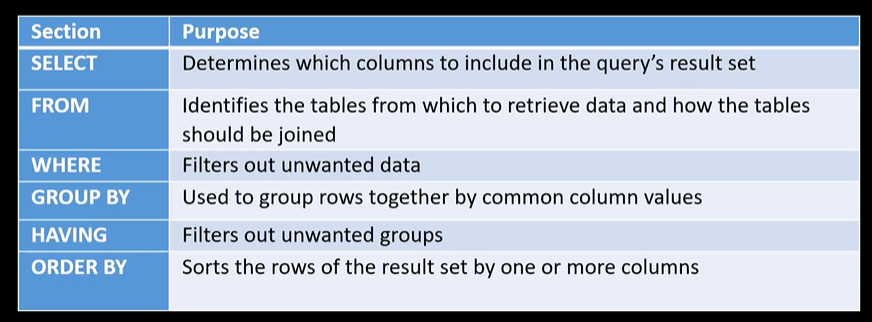 Section Purpose
SELECT Determines which columns to include in the query's result set
FROM Identifies the tables from which to retrieve data and how the tables
should be joined
WHERE Filters out unwanted data
GROUP BY Used to group rows together by common column values
HAVING Filters out unwanted groups
ORDER BY Sorts the rows of the result set by one or more columns